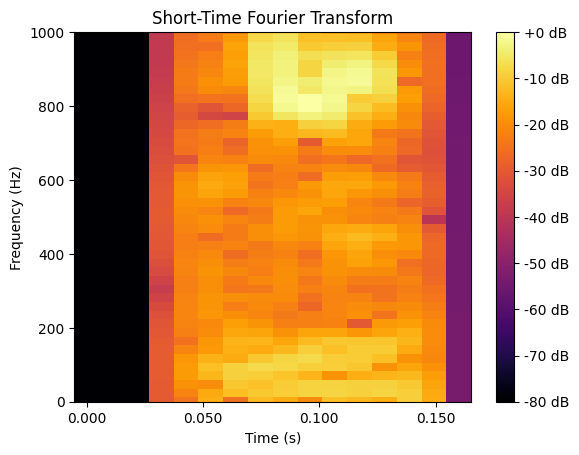 Short-Time Fourier Transform
1000
800
600
400
200
0
Frequency (Hz)
0.000
0.050
0.100
0.150
Time (s)
+0 dB
-10 dB
-20 dB
-30 dB
-40 dB
-50 dB
-60 dB
-70 dB
-80 dB